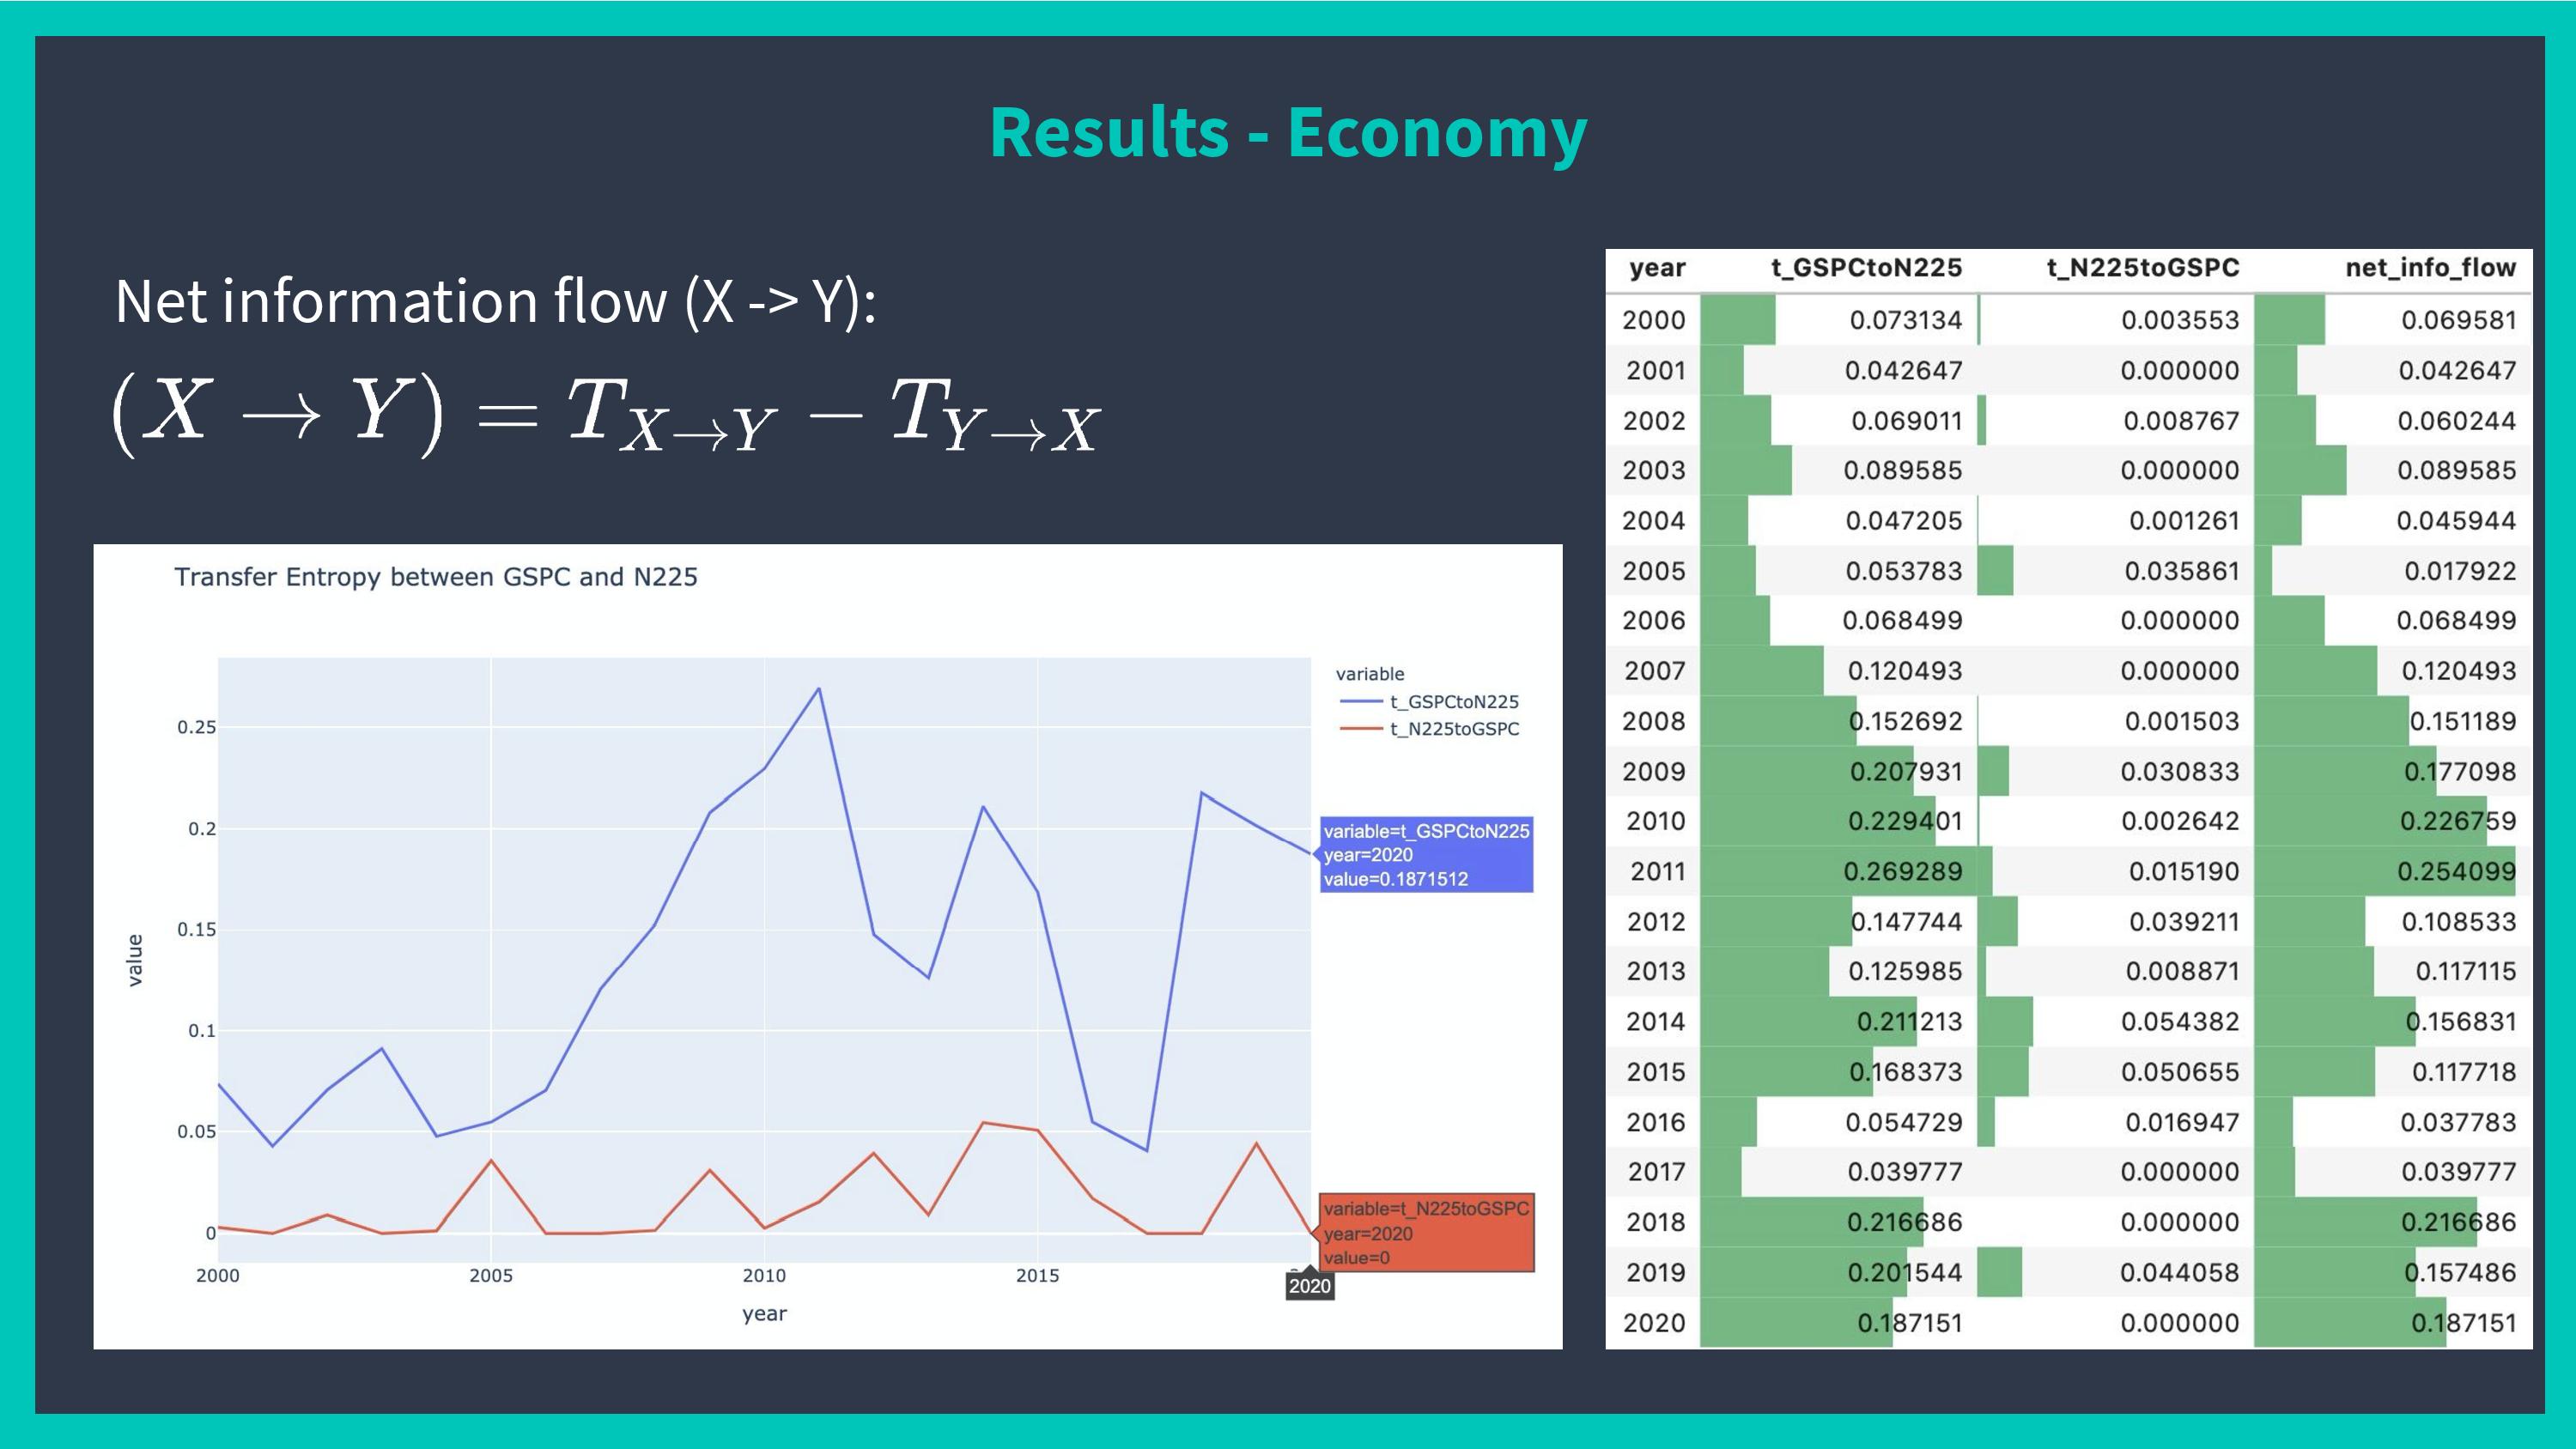 Results - Economy
Net information flow (X -> Y):
(X → Y) = T_{X→Y} − T_{Y→X}
Transfer Entropy between GSPC and N225
variable
t_GSPCtoN225
t_N225toGSPC
0.25
0.2
0.15
0.1
0.05
0
value
variable=t_GSPCtoN225
year=2020
value=0.1871512
variable=t_N225toGSPC
year=2020
value=0
2000 2005 2010 2015
2020
year
year t_GSPCtoN225 t_N225toGSPC net_info_flow
2000 0.073134 0.003553 0.069581
2001 0.042647 0.000000 0.042647
2002 0.069011 0.008767 0.060244
2003 0.089585 0.000000 0.089585
2004 0.047205 0.001261 0.045944
2005 0.053783 0.035861 0.017922
2006 0.068499 0.000000 0.068499
2007 0.120493 0.000000 0.120493
2008 0.152692 0.001503 0.151189
2009 0.207931 0.030833 0.177098
2010 0.229401 0.002642 0.226759
2011 0.269289 0.015190 0.254099
2012 0.147744 0.039211 0.108533
2013 0.125985 0.008871 0.117115
2014 0.211213 0.054382 0.156831
2015 0.168373 0.050655 0.117718
2016 0.054729 0.016947 0.037783
2017 0.039777 0.000000 0.039777
2018 0.216686 0.000000 0.216686
2019 0.201544 0.044058 0.157486
2020 0.187151 0.000000 0.187151